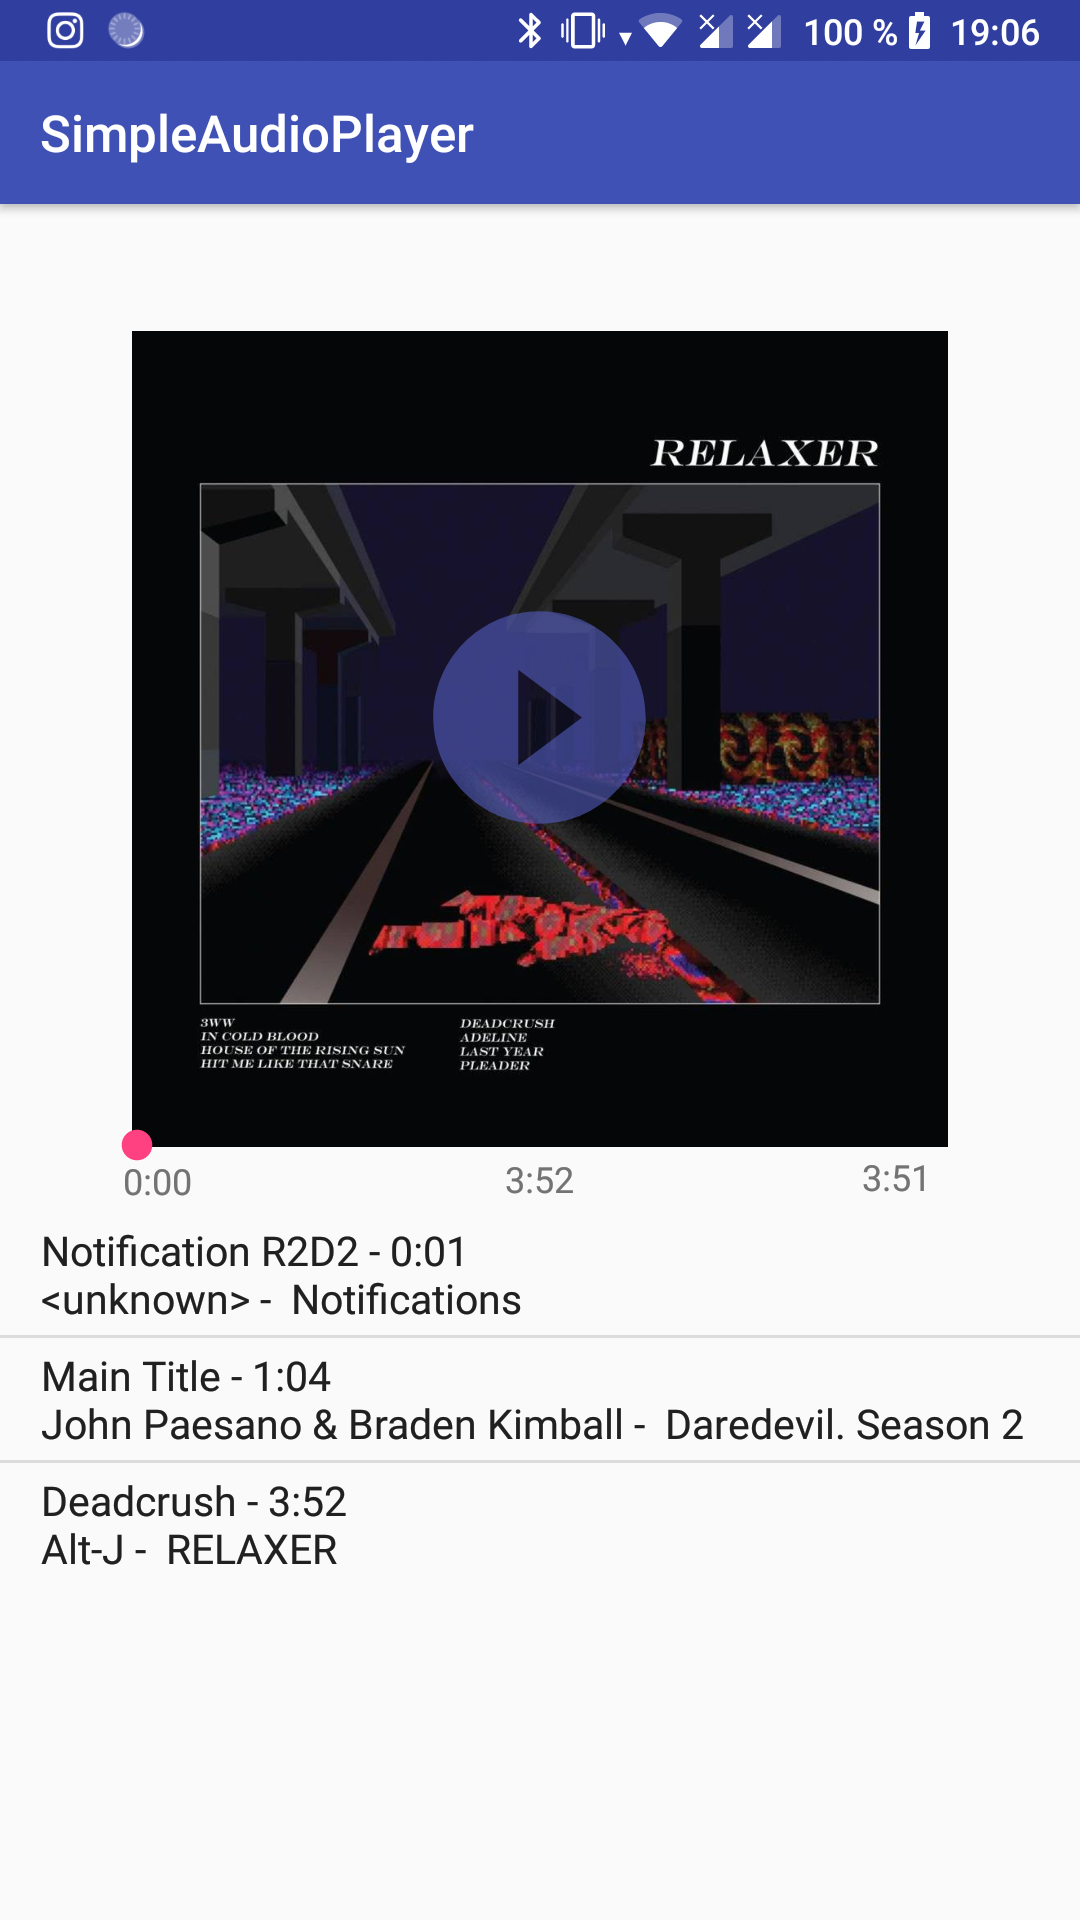 100 % 19:06
SimpleAudioPlayer
RELAXER
3WW
IN COLD BLOOD
HOUSE OF THE RISING SUN
HIT ME LIKE THAT SNARE
DEADCRUSH
ADELINE
LAST YEAR
PLEADER
0:00 3:52 3:51
Notification R2D2 - 0:01
<unknown> -  Notifications
Main Title - 1:04
John Paesano & Braden Kimball -  Daredevil. Season 2
Deadcrush - 3:52
Alt-J -  RELAXER